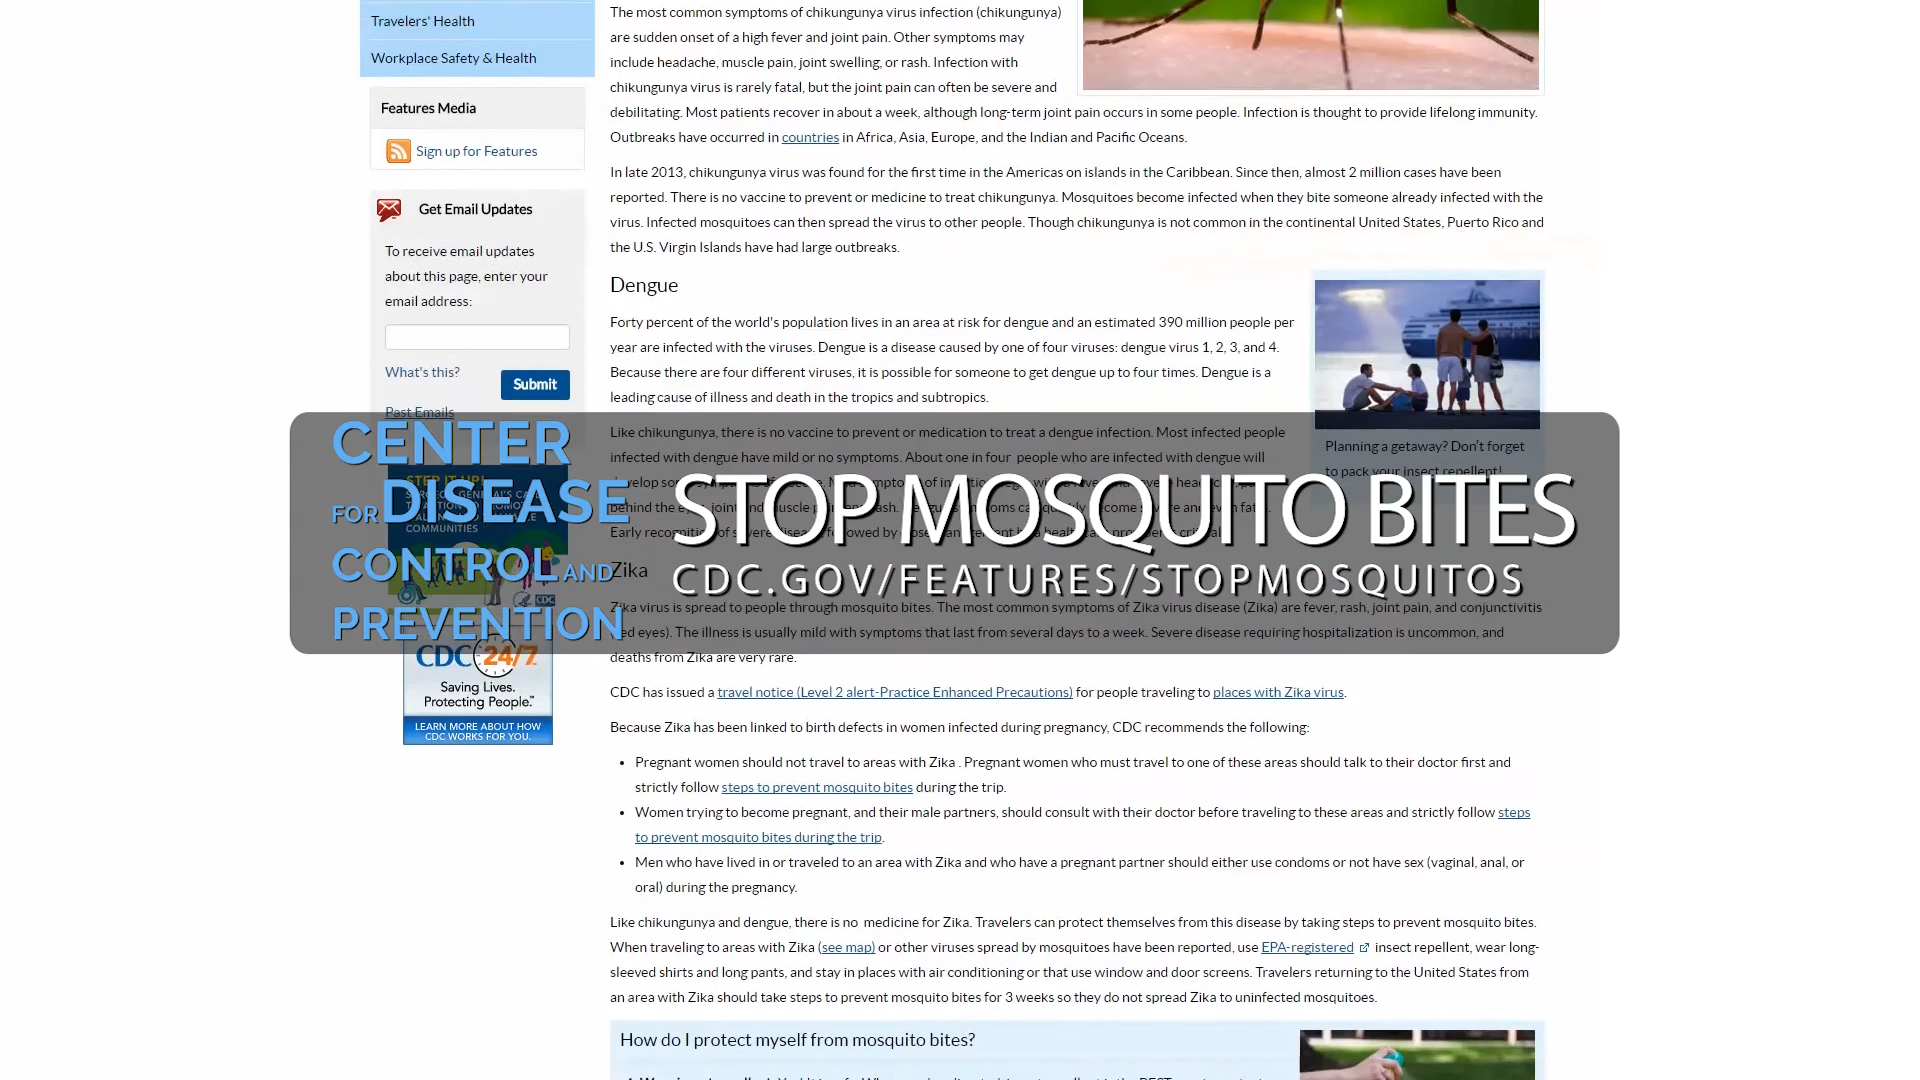 Travelers' Health
Workplace Safety & Health
Features Media
Sign up for Features
Get Email Updates
To receive email updates
about this page, enter your
email address:
What's this?
Submit
Past Emails
CDC 24/7
Saving Lives.
Protecting People.™
LEARN MORE ABOUT HOW
CDC WORKS FOR YOU.
The most common symptoms of chikungunya virus infection (chikungunya)
are sudden onset of a high fever and joint pain. Other symptoms may
include headache, muscle pain, joint swelling, or rash. Infection with
chikungunya virus is rarely fatal, but the joint pain can often be severe and
debilitating. Most patients recover in about a week, although long-term joint pain occurs in some people. Infection is thought to provide lifelong immunity.
Outbreaks have occurred in countries in Africa, Asia, Europe, and the Indian and Pacific Oceans.
In late 2013, chikungunya virus was found for the first time in the Americas on islands in the Caribbean. Since then, almost 2 million cases have been
reported. There is no vaccine to prevent or medicine to treat chikungunya. Mosquitoes become infected when they bite someone already infected with the
virus. Infected mosquitoes can then spread the virus to other people. Though chikungunya is not common in the continental United States, Puerto Rico and
the U.S. Virgin Islands have had large outbreaks.
Dengue
Forty percent of the world's population lives in an area at risk for dengue and an estimated 390 million people per
year are infected with the viruses. Dengue is a disease caused by one of four viruses: dengue virus 1, 2, 3, and 4.
Because there are four different viruses, it is possible for someone to get dengue up to four times. Dengue is a
leading cause of illness and death in the tropics and subtropics.
Like chikungunya, there is no vaccine to prevent or medication to treat a dengue infection. Most infected people
infected with dengue have mild or no symptoms. About one in four people who are infected with dengue will
Planning a getaway? Don't forget
to pack your insect repellent!
CENTER
FOR DISEASE
CONTROL AND
PREVENTION
STOP MOSQUITO BITES
CDC.GOV/FEATURES/STOPMOSQUITOS
Zika
Zika virus is spread to people through mosquito bites. The most common symptoms of Zika virus disease (Zika) are fever, rash, joint pain, and conjunctivitis
eyes). The illness is usually mild with symptoms that last from several days to a week. Severe disease requiring hospitalization is uncommon, and
deaths from Zika are very rare.
CDC has issued a travel notice (Level 2 alert-Practice Enhanced Precautions) for people traveling to places with Zika virus.
Because Zika has been linked to birth defects in women infected during pregnancy, CDC recommends the following:
• Pregnant women should not travel to areas with Zika . Pregnant women who must travel to one of these areas should talk to their doctor first and
strictly follow steps to prevent mosquito bites during the trip.
• Women trying to become pregnant, and their male partners, should consult with their doctor before traveling to these areas and strictly follow steps
to prevent mosquito bites during the trip.
• Men who have lived in or traveled to an area with Zika and who have a pregnant partner should either use condoms or not have sex (vaginal, anal, or
oral) during the pregnancy.
Like chikungunya and dengue, there is no medicine for Zika. Travelers can protect themselves from this disease by taking steps to prevent mosquito bites.
When traveling to areas with Zika (see map) or other viruses spread by mosquitoes have been reported, use EPA-registered insect repellent, wear long-
sleeved shirts and long pants, and stay in places with air conditioning or that use window and door screens. Travelers returning to the United States from
an area with Zika should take steps to prevent mosquito bites for 3 weeks so they do not spread Zika to uninfected mosquitoes.
How do I protect myself from mosquito bites?